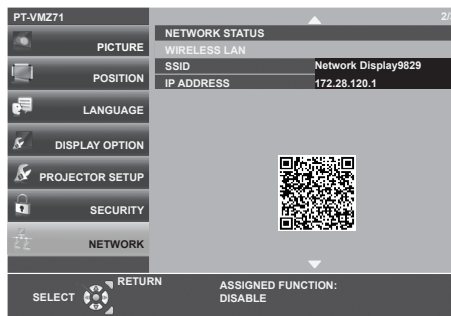 PT-VMZ71
PICTURE
POSITION
LANGUAGE
DISPLAY OPTION
PROJECTOR SETUP
SECURITY
NETWORK
NETWORK STATUS
WIRELESS LAN
SSID Network Display9829
IP ADDRESS 172.28.120.1
RETURN
SELECT
ASSIGNED FUNCTION:
DISABLE